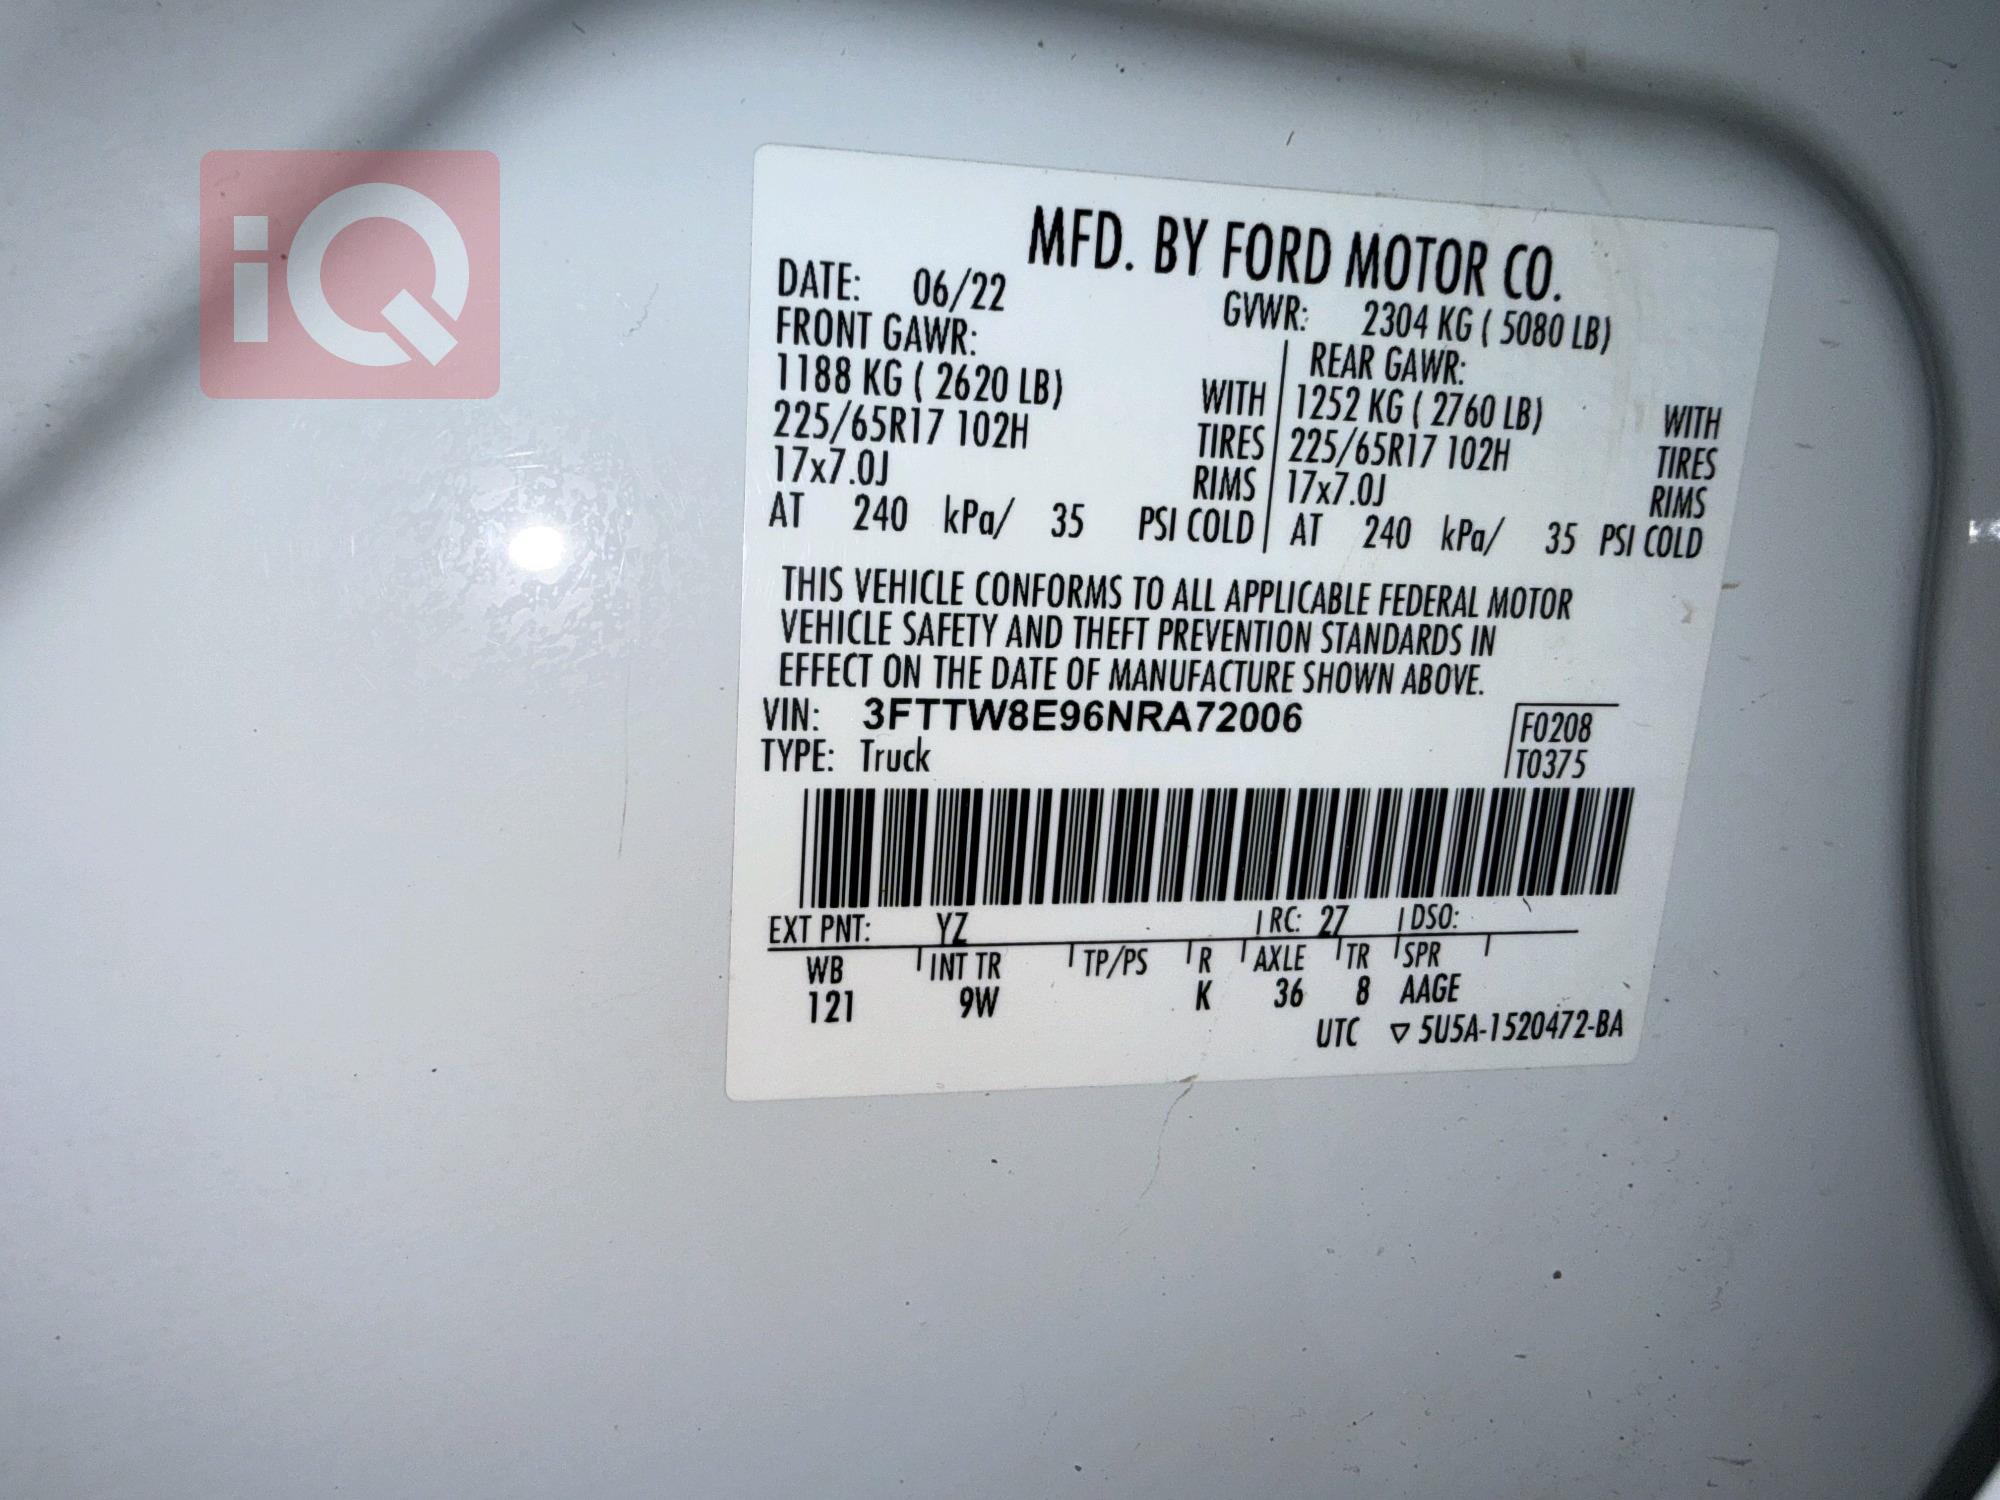 iQ
MFD. BY FORD MOTOR CO.
DATE: 06/22 GVWR: 2304 KG ( 5080 LB)
FRONT GAWR: REAR GAWR:
1188 KG ( 2620 LB) WITH 1252 KG ( 2760 LB) WITH
225/65R17 102H TIRES 225/65R17 102H TIRES
17x7.0J RIMS 17x7.0J RIMS
AT 240 kPa/ 35 PSI COLD AT 240 kPa/ 35 PSI COLD
THIS VEHICLE CONFORMS TO ALL APPLICABLE FEDERAL MOTOR
VEHICLE SAFETY AND THEFT PREVENTION STANDARDS IN
EFFECT ON THE DATE OF MANUFACTURE SHOWN ABOVE.
VIN: 3FTTW8E96NRA72006 F0208
TYPE: Truck T0375
EXT PNT: YZ RC: 27 DSO:
WB INT TR TP/PS R AXLE TR SPR
121 9W K 36 8 AAGE
UTC ▽ 5U5A-1520472-BA